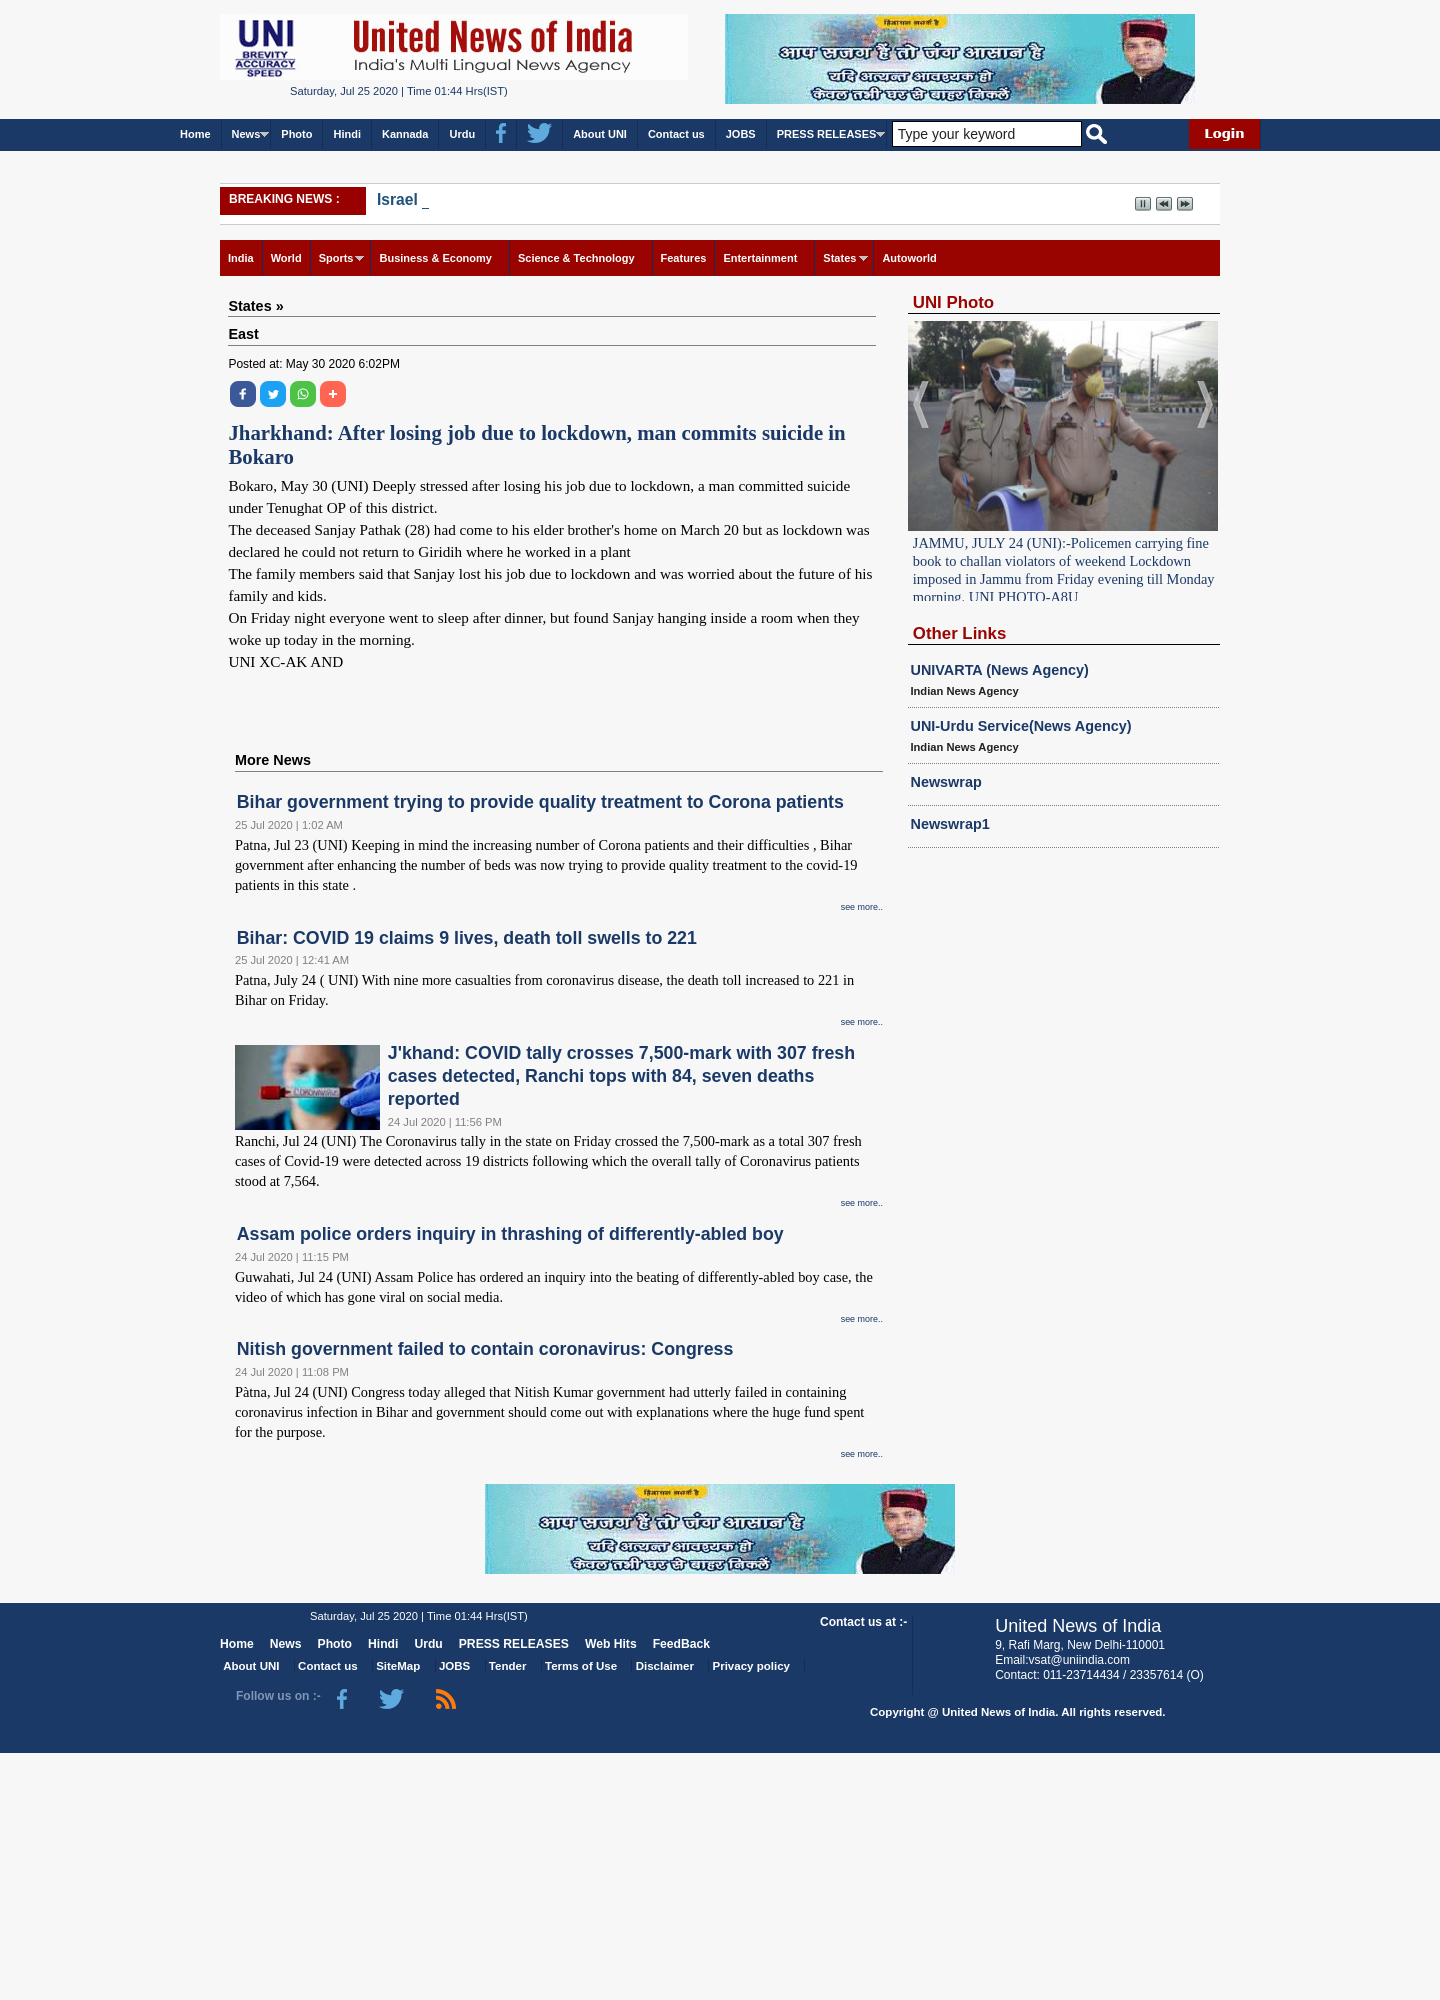 UNI
BREVITY
ACCURACY
SPEED
United News of India
India's Multi Lingual News Agency
Saturday, Jul 25 2020 | Time 01:44 Hrs(IST)
हिमाचल सरकार है
आप सजग हैं तो जंग आसान है
यदि अत्यन्त आवश्यक हो
केवल तभी घर से बाहर निकलें
Home News Photo Hindi Kannada Urdu About UNI Contact us JOBS PRESS RELEASES Type your keyword Login
BREAKING NEWS : Israel _
India World Sports Business & Economy Science & Technology Features Entertainment States Autoworld
States »
East
Posted at: May 30 2020 6:02PM
Jharkhand: After losing job due to lockdown, man commits suicide in
Bokaro
Bokaro, May 30 (UNI) Deeply stressed after losing his job due to lockdown, a man committed suicide
under Tenughat OP of this district.
The deceased Sanjay Pathak (28) had come to his elder brother's home on March 20 but as lockdown was
declared he could not return to Giridih where he worked in a plant
The family members said that Sanjay lost his job due to lockdown and was worried about the future of his
family and kids.
On Friday night everyone went to sleep after dinner, but found Sanjay hanging inside a room when they
woke up today in the morning.
UNI XC-AK AND
UNI Photo
JAMMU, JULY 24 (UNI):-Policemen carrying fine
book to challan violators of weekend Lockdown
imposed in Jammu from Friday evening till Monday
morning. UNI PHOTO-A8U
Other Links
UNIVARTA (News Agency)
Indian News Agency
UNI-Urdu Service(News Agency)
Indian News Agency
Newswrap
Newswrap1
More News
Bihar government trying to provide quality treatment to Corona patients
25 Jul 2020 | 1:02 AM
Patna, Jul 23 (UNI) Keeping in mind the increasing number of Corona patients and their difficulties , Bihar
government after enhancing the number of beds was now trying to provide quality treatment to the covid-19
patients in this state .
see more..
Bihar: COVID 19 claims 9 lives, death toll swells to 221
25 Jul 2020 | 12:41 AM
Patna, July 24 ( UNI) With nine more casualties from coronavirus disease, the death toll increased to 221 in
Bihar on Friday.
see more..
CORONAVIRUS
J'khand: COVID tally crosses 7,500-mark with 307 fresh
cases detected, Ranchi tops with 84, seven deaths
reported
24 Jul 2020 | 11:56 PM
Ranchi, Jul 24 (UNI) The Coronavirus tally in the state on Friday crossed the 7,500-mark as a total 307 fresh
cases of Covid-19 were detected across 19 districts following which the overall tally of Coronavirus patients
stood at 7,564.
see more..
Assam police orders inquiry in thrashing of differently-abled boy
24 Jul 2020 | 11:15 PM
Guwahati, Jul 24 (UNI) Assam Police has ordered an inquiry into the beating of differently-abled boy case, the
video of which has gone viral on social media.
see more..
Nitish government failed to contain coronavirus: Congress
24 Jul 2020 | 11:08 PM
Pàtna, Jul 24 (UNI) Congress today alleged that Nitish Kumar government had utterly failed in containing
coronavirus infection in Bihar and government should come out with explanations where the huge fund spent
for the purpose.
see more..
आप सजग हैं तो जंग आसान है
यदि अत्यन्त आवश्यक हो
केवल तभी घर से बाहर निकलें
Saturday, Jul 25 2020 | Time 01:44 Hrs(IST)
Home News Photo Hindi Urdu PRESS RELEASES Web Hits FeedBack
About UNI Contact us SiteMap JOBS Tender Terms of Use Disclaimer Privacy policy
Follow us on :-
Contact us at :-
United News of India
9, Rafi Marg, New Delhi-110001
Email:vsat@uniindia.com
Contact: 011-23714434 / 23357614 (O)
Copyright @ United News of India. All rights reserved.